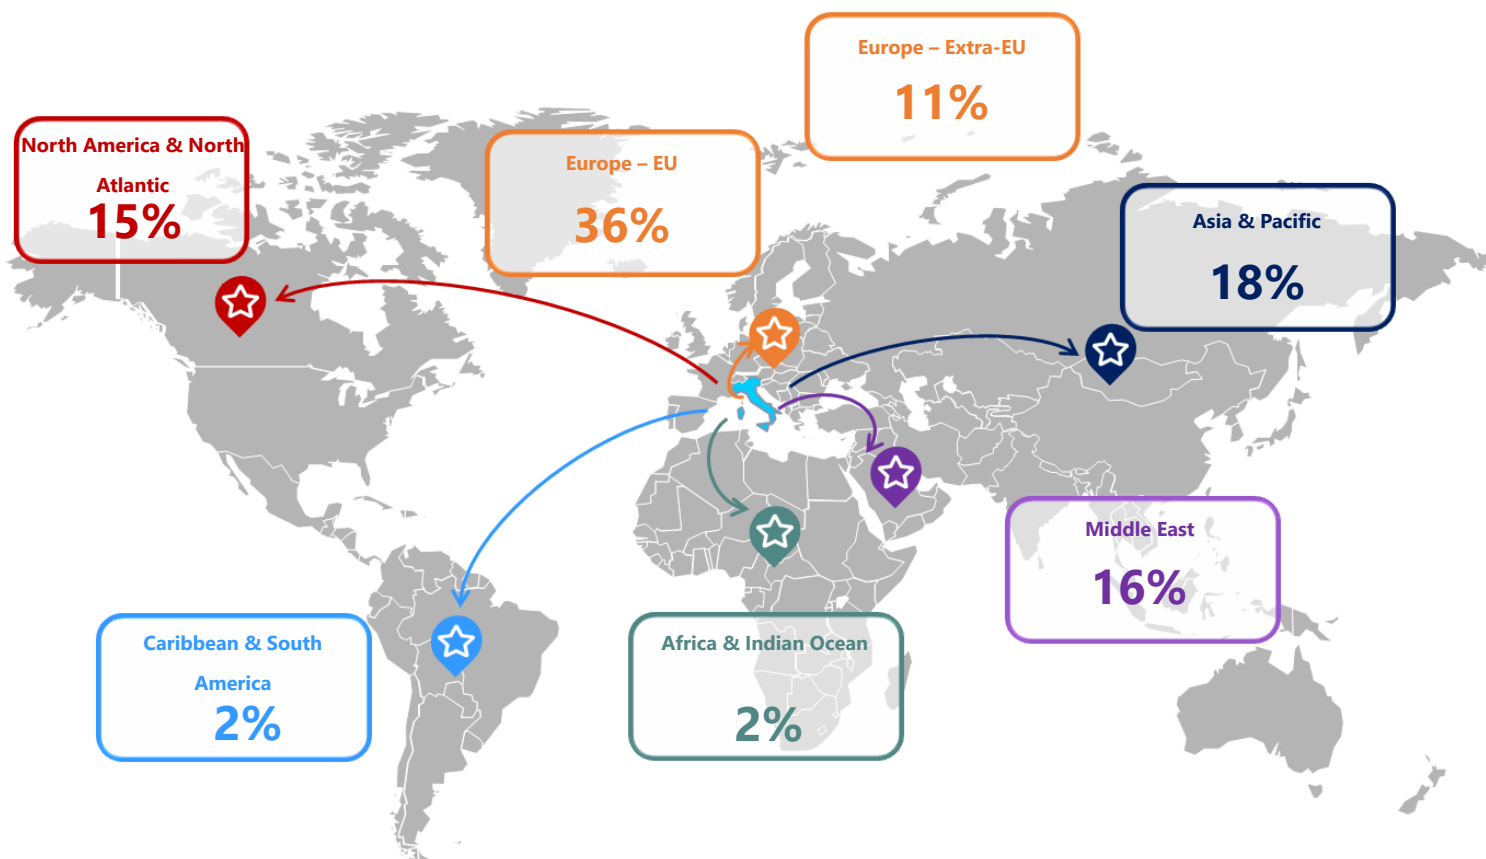 Europe – Extra-EU
11%
North America & North
Atlantic
15%
Europe – EU
36%
Asia & Pacific
18%
Middle East
16%
Caribbean & South
America
2%
Africa & Indian Ocean
2%